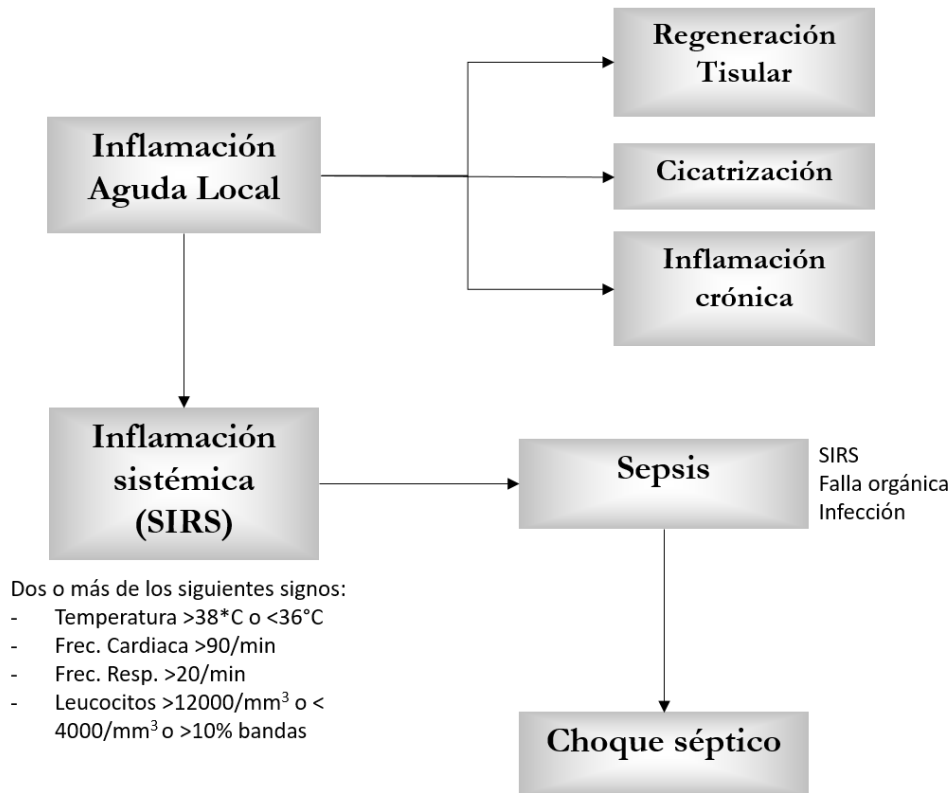 Regeneración
Tisular
Inflamación
Aguda Local
Cicatrización
Inflamación
crónica
Inflamación
sistémica
(SIRS)
Sepsis
SIRS
Falla orgánica
Infección
Dos o más de los siguientes signos:
- Temperatura >38*C o <36°C
- Frec. Cardiaca >90/min
- Frec. Resp. >20/min
- Leucocitos >12000/mm³ o <
4000/mm³ o >10% bandas
Choque séptico